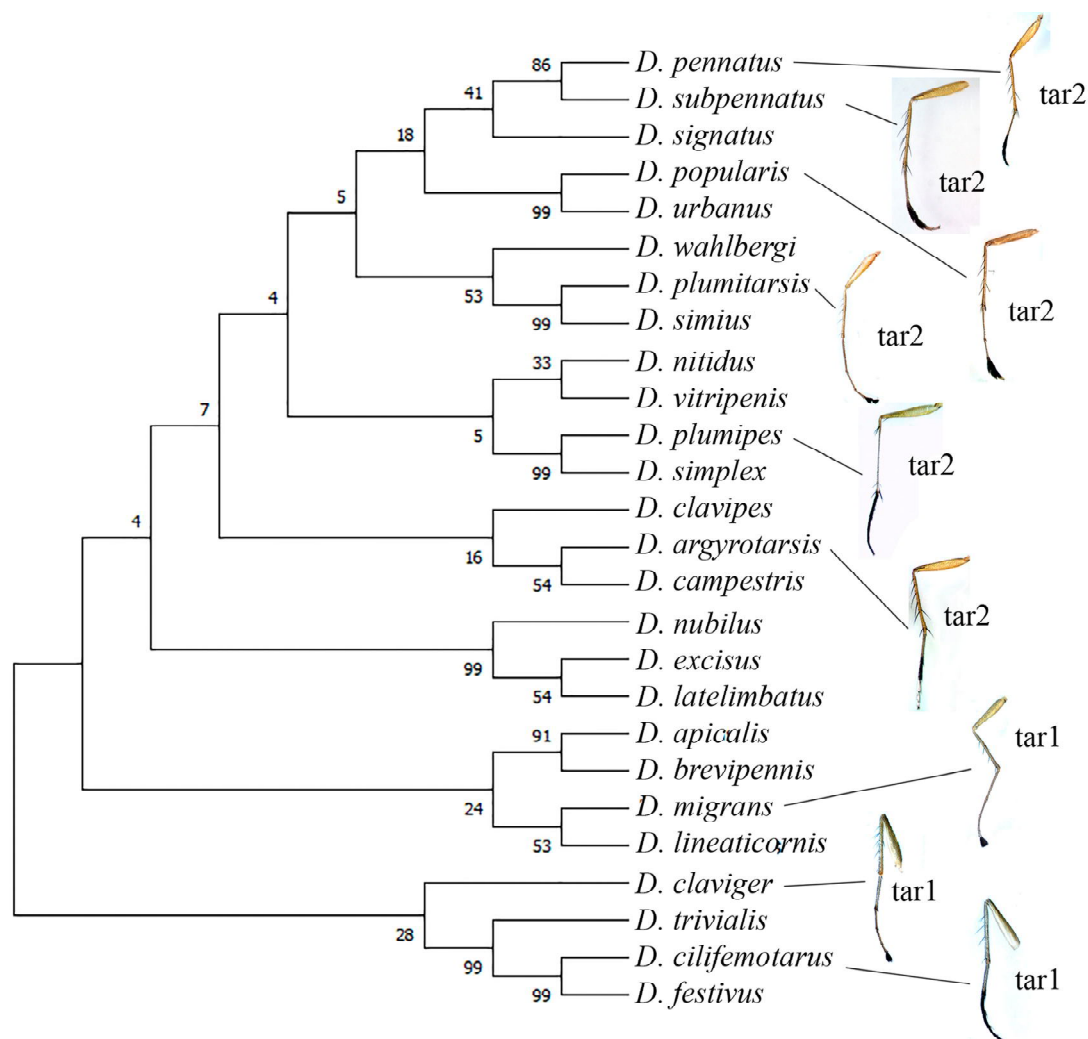 86
D. pennatus
tar2
41
D. subpennatus
tar2
18
D. signatus
D. popularis
tar2
5
99
D. urbanus
D. wahlbergi
4
53
D. plumitarsis
tar2
99
D. simius
33
D. nitidus
7
D. vitripenis
5
D. plumipes
tar2
99
D. simplex
4
D. clavipes
16
D. argyrotarsis
tar2
54
D. campestris
D. nubilus
99
D. excisus
54
D. latelimbatus
91
D. apicalis
tar1
D. brevipennis
24
D. migrans
53
D. lineaticornis
D. claviger
tar1
28
D. trivialis
99
D. cilifemotarus
tar1
99
D. festivus